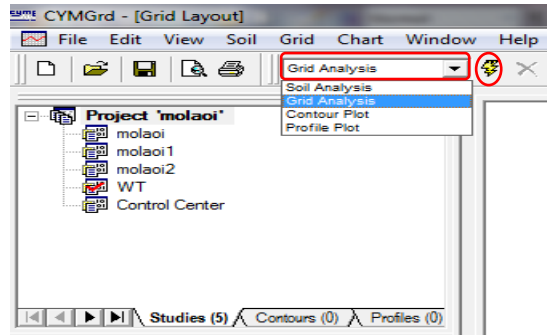 CYMGrd - [Grid Layout]
File Edit View Soil Grid Chart Window Help
Grid Analysis
Soil Analysis
Grid Analysis
Contour Plot
Profile Plot
Project 'molaoi'
molaoi
molaoi1
molaoi2
WT
Control Center
Studies (5) Contours (0) Profiles (0)